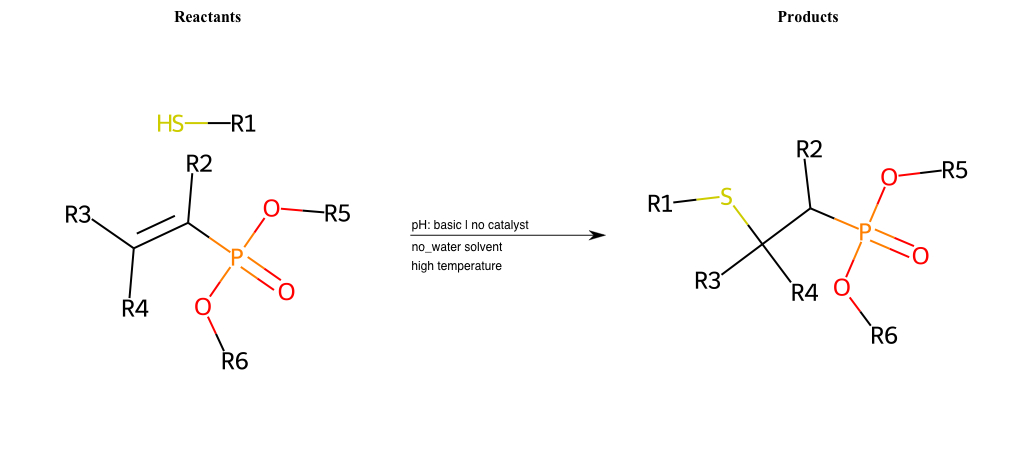 Reactants
Products
HS R1
R2
R3
O R5
P
R4
O
O
R6
pH: basic | no catalyst
no_water solvent
high temperature
R2
R1 S
O R5
P
O
R3
R4
O
R6